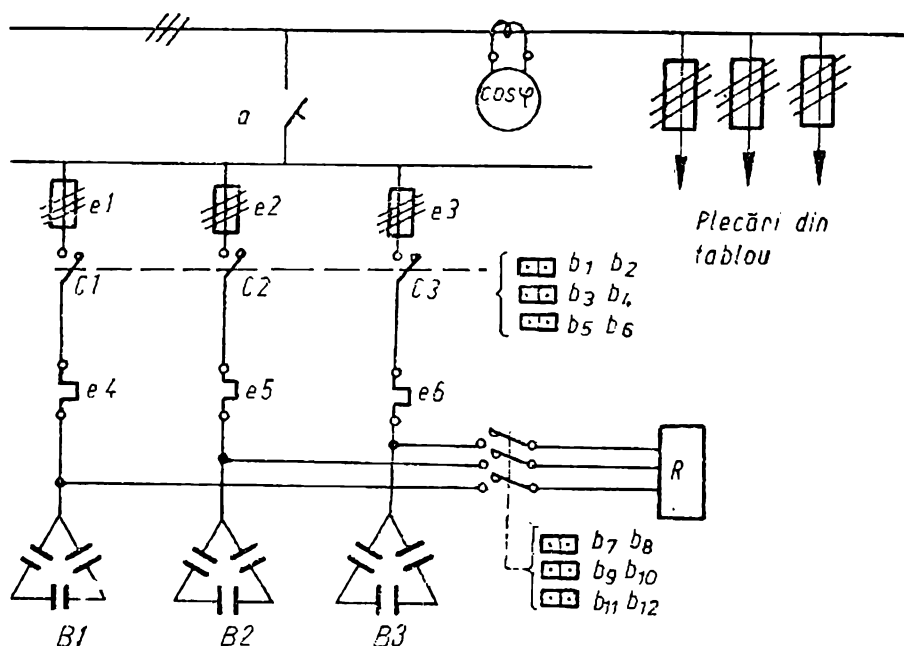 cosφ
a
e1
e2
e3
Plecări din
tablou
C1
C2
C3
b₁ b₂
b₃ b₄
b₅ b₆
e4
e5
e6
R
b₇ b₈
b₉ b₁₀
b₁₁ b₁₂
B1
B2
B3